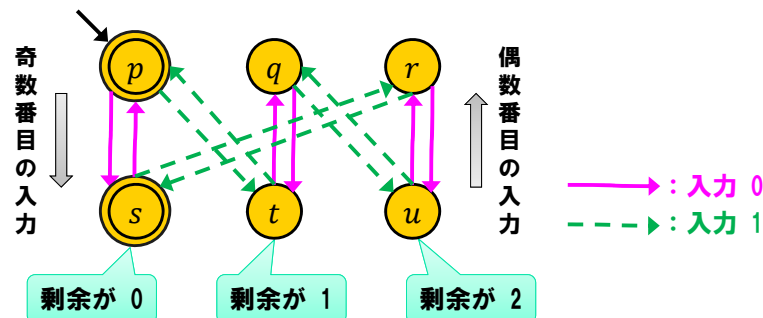 奇数番目の入力
p
q
r
偶数番目の入力
s
t
u
: 入力 0
: 入力 1
剰余が 0
剰余が 1
剰余が 2